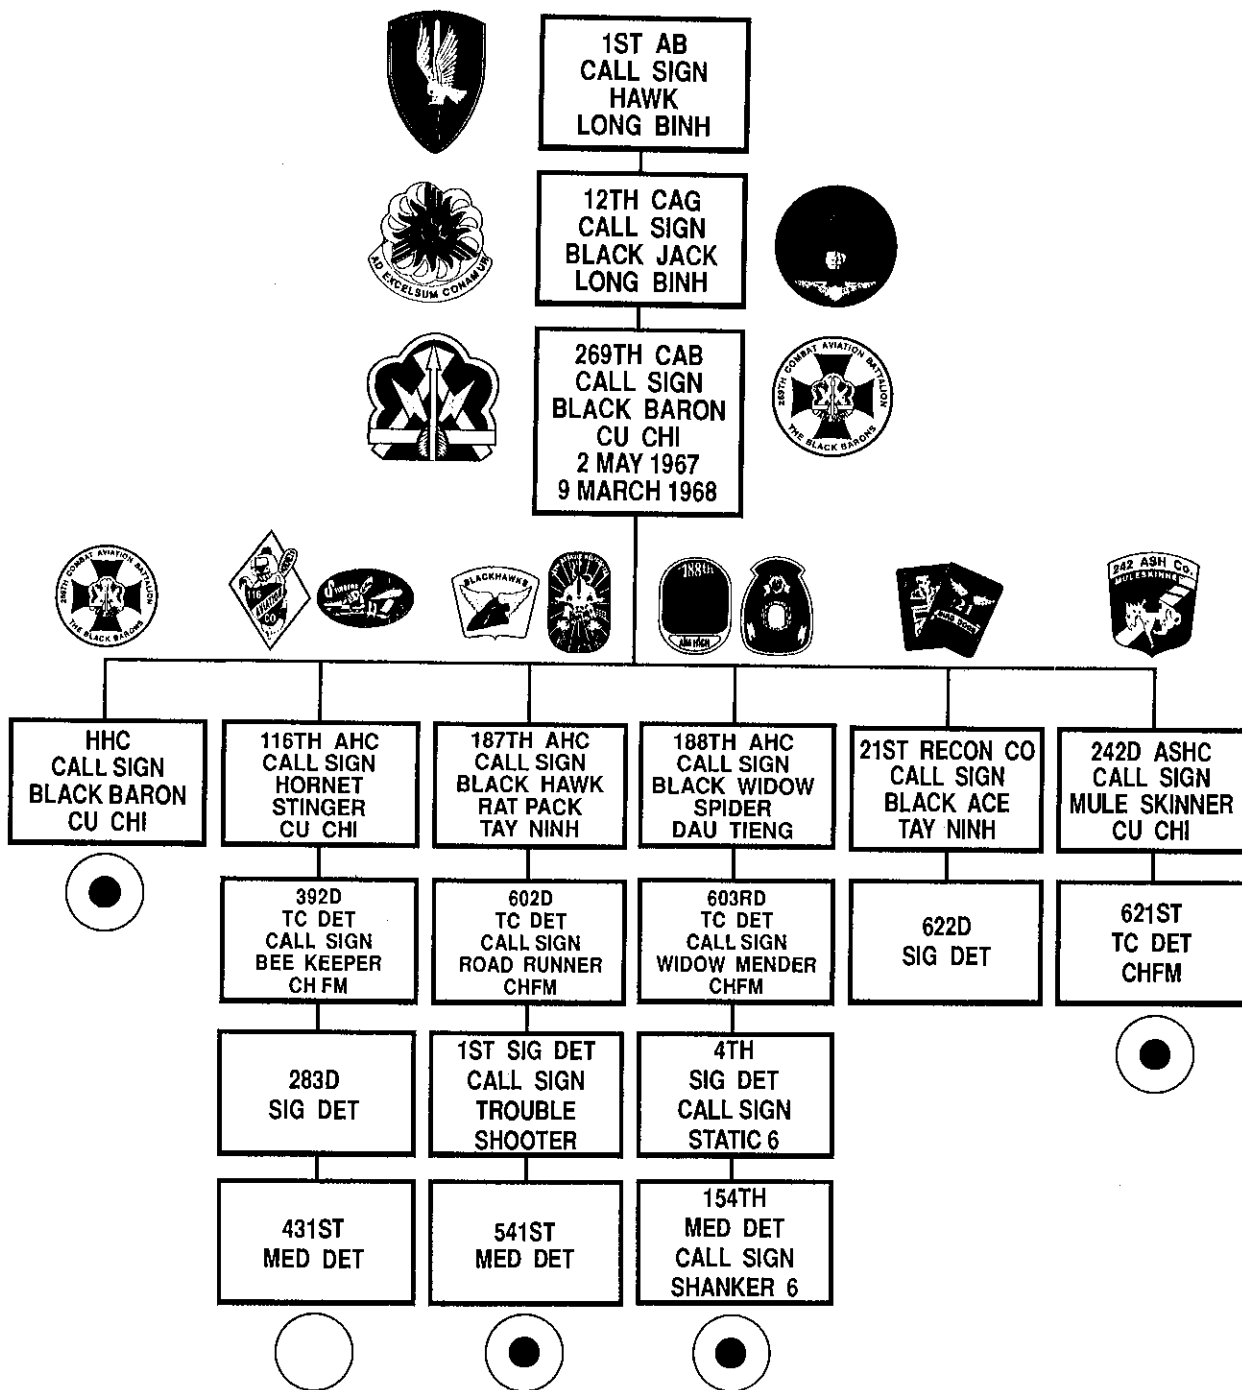 1ST AB
CALL SIGN
HAWK
LONG BINH
12TH CAG
CALL SIGN
BLACK JACK
LONG BINH
AD EXCELSUM CONAMUR
269TH CAB
CALL SIGN
BLACK BARON
CU CHI
2 MAY 1967
9 MARCH 1968
269TH COMBAT AVIATION BATTALION
THE BLACK BARONS
269TH COMBAT AVIATION BATTALION
THE BLACK BARONS
116
AVIATION
CO
BLACKHAWKS
188th
AIM HIGH
221
242 ASH Co.
MULESKINNER
HHC
CALL SIGN
BLACK BARON
CU CHI
116TH AHC
CALL SIGN
HORNET
STINGER
CU CHI
187TH AHC
CALL SIGN
BLACK HAWK
RAT PACK
TAY NINH
188TH AHC
CALL SIGN
BLACK WIDOW
SPIDER
DAU TIENG
21ST RECON CO
CALL SIGN
BLACK ACE
TAY NINH
242D ASHC
CALL SIGN
MULE SKINNER
CU CHI
392D
TC DET
CALL SIGN
BEE KEEPER
CHFM
602D
TC DET
CALL SIGN
ROAD RUNNER
CHFM
603RD
TC DET
CALL SIGN
WIDOW MENDER
CHFM
622D
SIG DET
621ST
TC DET
CHFM
283D
SIG DET
1ST SIG DET
CALL SIGN
TROUBLE
SHOOTER
4TH
SIG DET
CALL SIGN
STATIC 6
431ST
MED DET
541ST
MED DET
154TH
MED DET
CALL SIGN
SHANKER 6